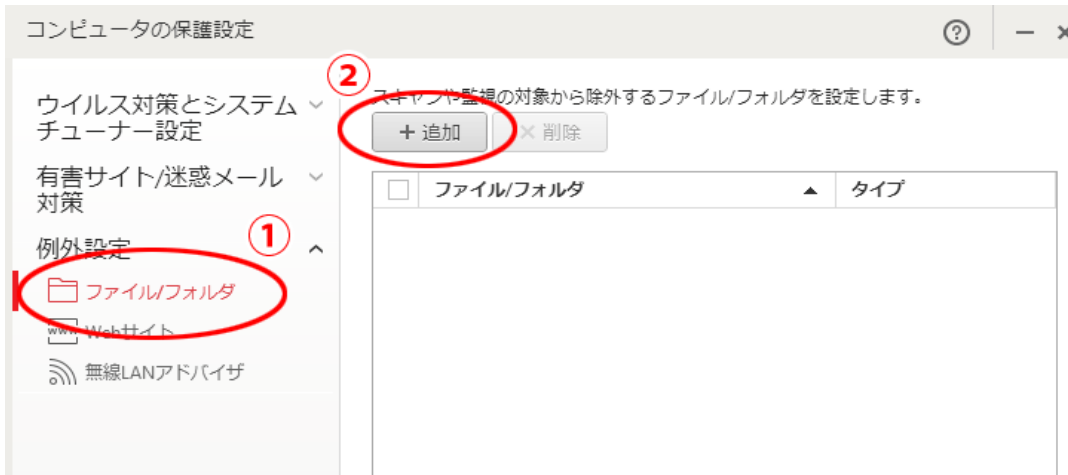 コンピュータの保護設定
②
スキャンや監視の対象から除外するファイル/フォルダを設定します。
+ 追加
× 削除
ウイルス対策とシステム
チューナー設定
有害サイト/迷惑メール
対策
①
例外設定
ファイル/フォルダ
www Webサイト
無線LANアドバイザ
ファイル/フォルダ
タイプ